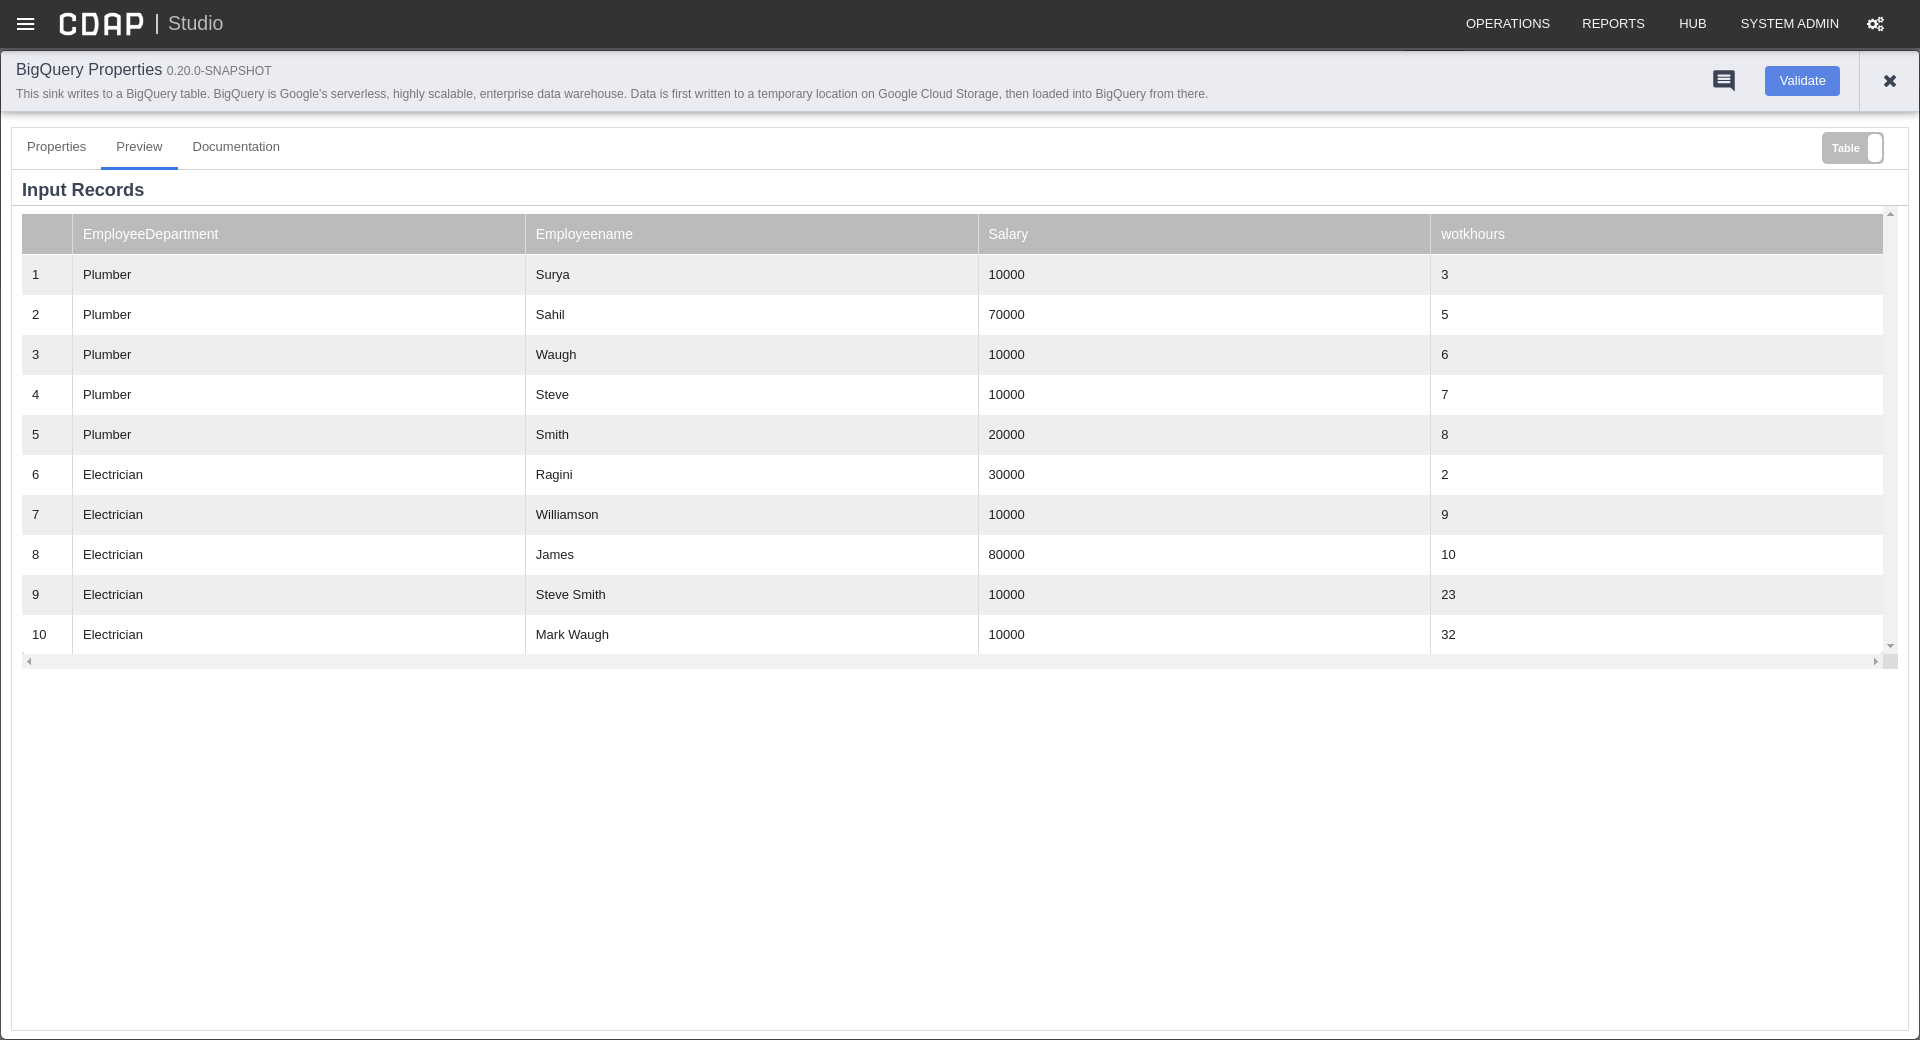 CDAP | Studio OPERATIONS REPORTS HUB SYSTEM ADMIN
BigQuery Properties 0.20.0-SNAPSHOT
This sink writes to a BigQuery table. BigQuery is Google's serverless, highly scalable, enterprise data warehouse. Data is first written to a temporary location on Google Cloud Storage, then loaded into BigQuery from there.
Validate
Properties Preview Documentation Table
Input Records
EmployeeDepartment Employeename Salary wotkhours
1 Plumber Surya 10000 3
2 Plumber Sahil 70000 5
3 Plumber Waugh 10000 6
4 Plumber Steve 10000 7
5 Plumber Smith 20000 8
6 Electrician Ragini 30000 2
7 Electrician Williamson 10000 9
8 Electrician James 80000 10
9 Electrician Steve Smith 10000 23
10 Electrician Mark Waugh 10000 32